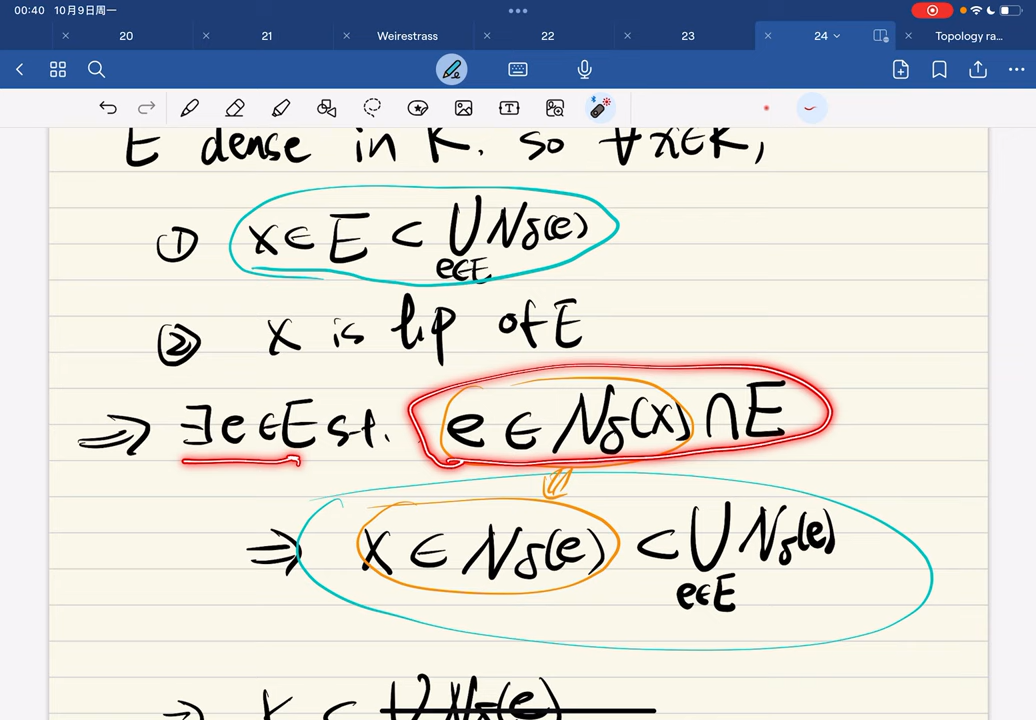 00:40 10月9日周一
20 21 Weirestrass 22 23 24 Topology ra...
E dense in K. so ∀x∈K,
① x ∈ E ⊂ ⋃ Nδ(e)
e∈E
② x is lip of E
⇒ ∃e∈E s.t. e ∈ Nδ(x) ∩ E
⇒ x ∈ Nδ(e) ⊂ ⋃ Nδ(e)
e∈E
⇒ K ⊂ ⋃ Nδ(e)